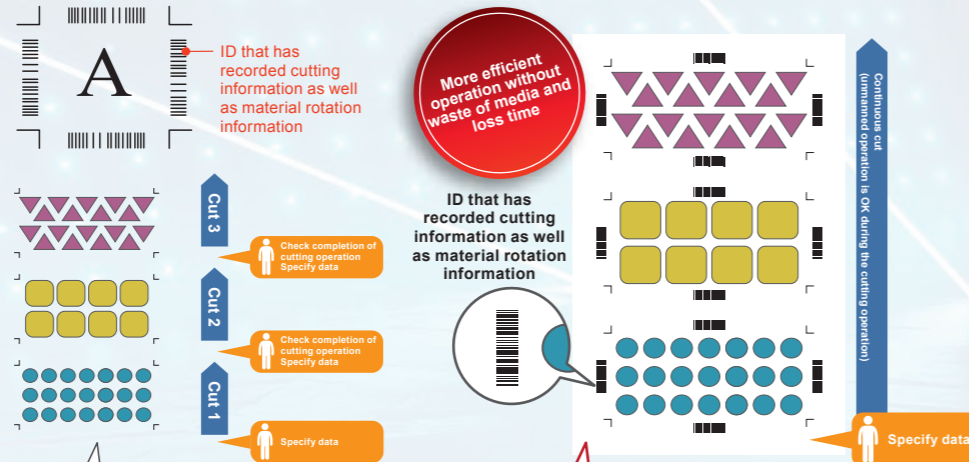 A
ID that has
recorded cutting
information as well
as material rotation
information
Cut 3
Check completion of
cutting operation
Specify data
Cut 2
Check completion of
cutting operation
Specify data
Cut 1
Specify data
More efficient
operation without
waste of media and
loss time
ID that has
recorded cutting
information as well
as material rotation
information
Continuous cut
(unmanned operation is OK during the cutting operation)
Specify data